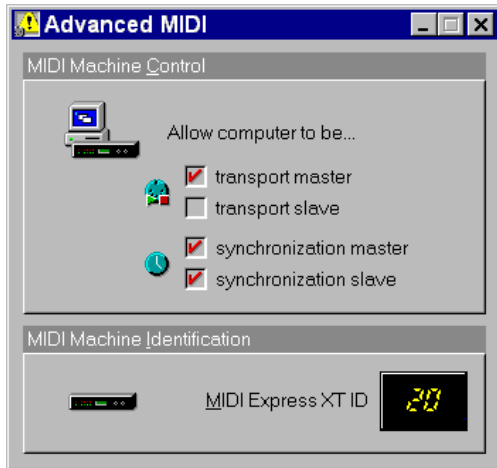 Advanced MIDI
MIDI Machine Control
Allow computer to be...
transport master
transport slave
synchronization master
synchronization slave
MIDI Machine Identification
MIDI Express XT ID 20